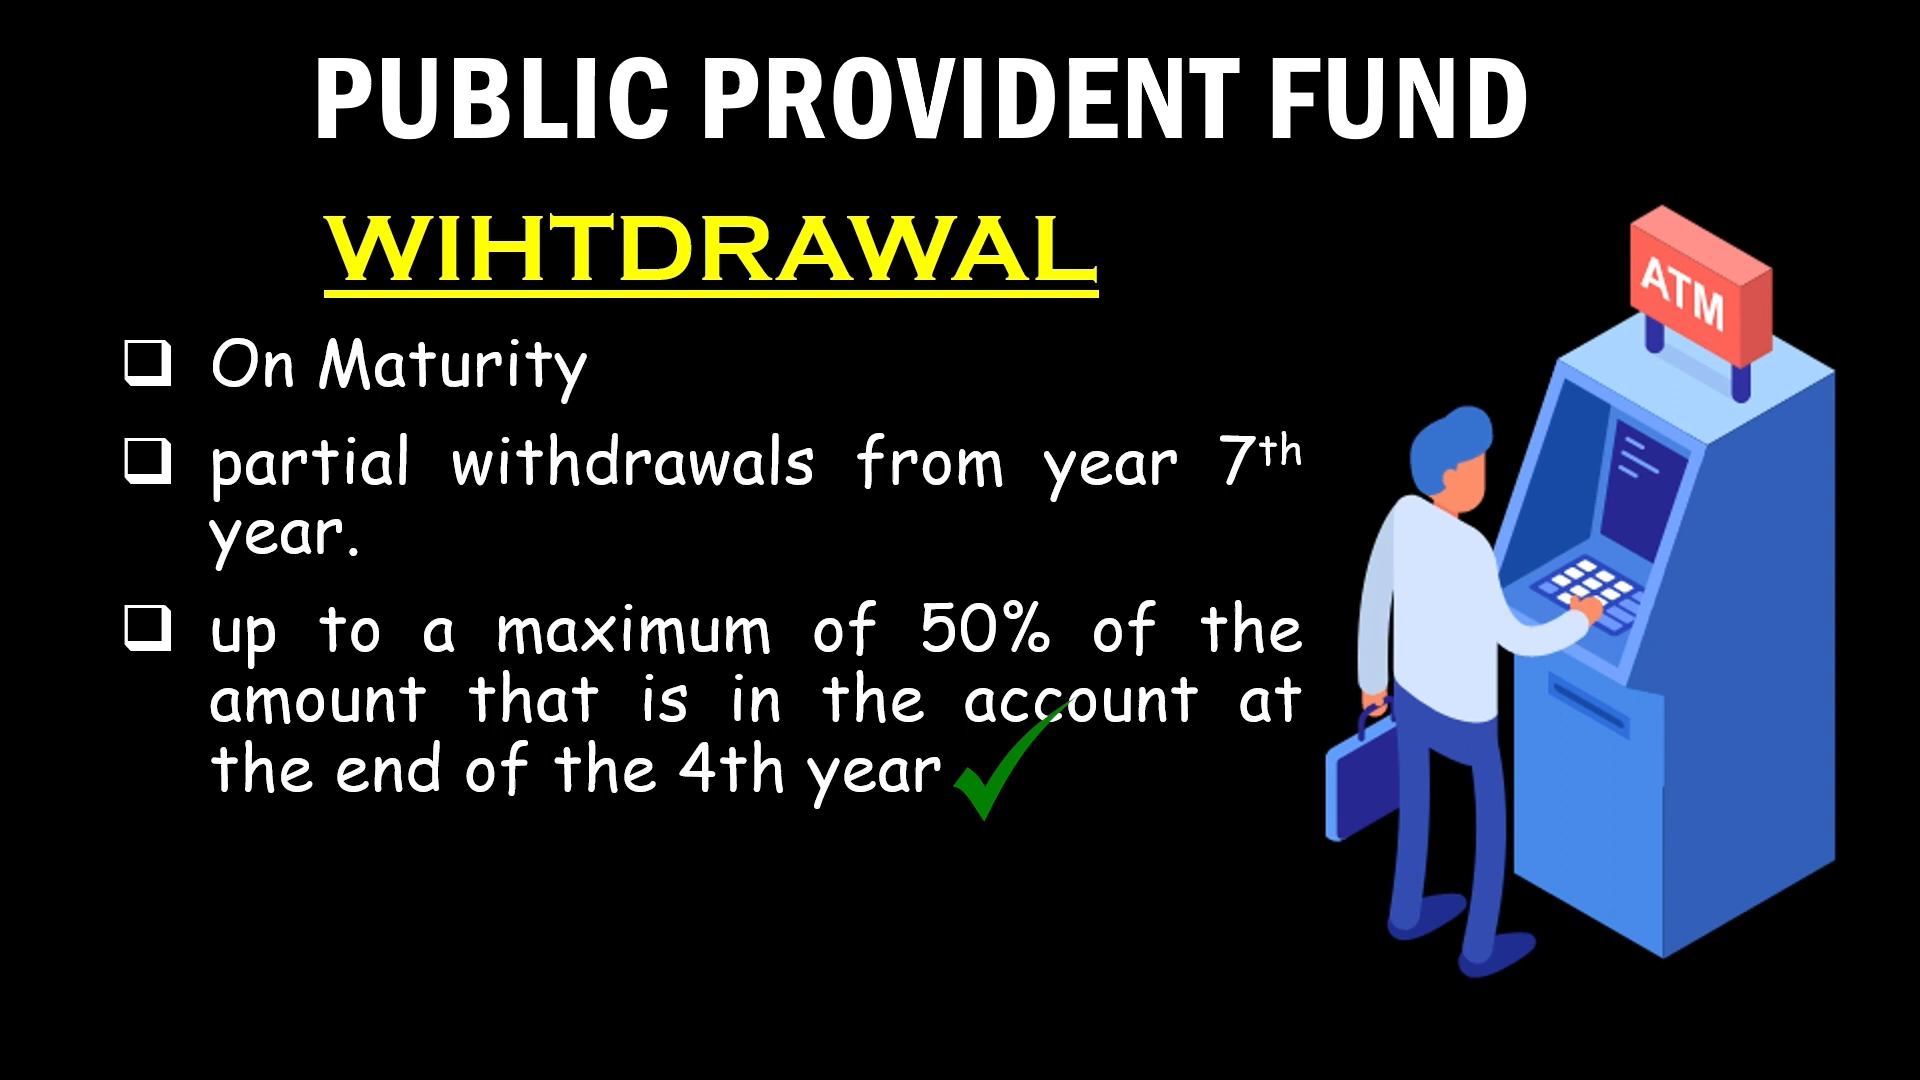 PUBLIC PROVIDENT FUND
WIHTDRAWAL
ATM
On Maturity
partial withdrawals from year 7th
year.
up to a maximum of 50% of the
amount that is in the account at
the end of the 4th year